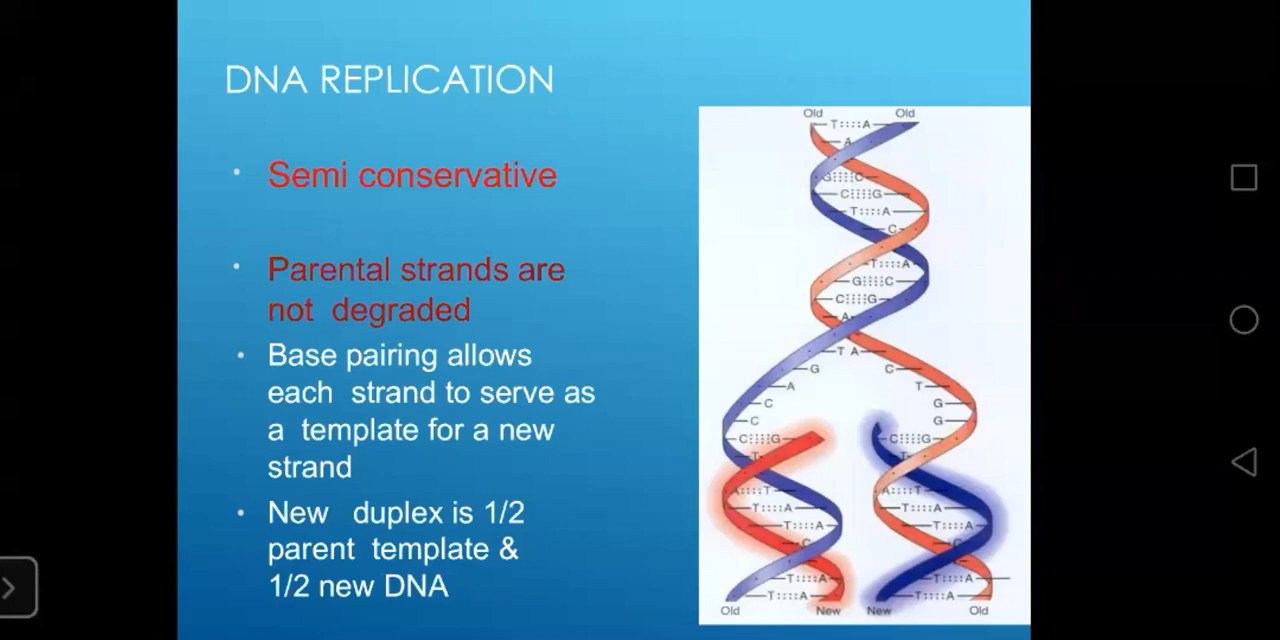 DNA REPLICATION
• Semi conservative
• Parental strands are
not degraded
• Base pairing allows
each strand to serve as
a template for a new
strand
• New duplex is 1/2
parent template &
1/2 new DNA
Old Old
T A
A
G C
C G
T A
C
T A
G C
C G
A
T A
G C
A T
C G
C G
C G C G
T T
A T A T
T A T A
T A T A
C C
T A T A
T A T A
Old New New Old